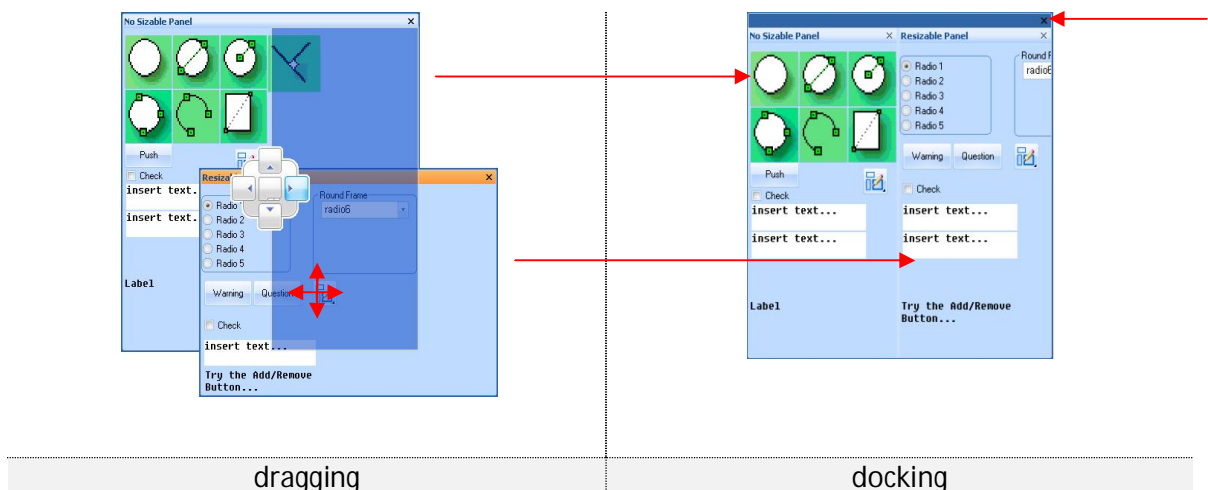 No Sizable Panel
Push
Check
insert text...
insert text...
Label
Radio
Radio 2
Radio 3
Radio 4
Radio 5
Round Frame
radio6
Warning
Check
insert text...
Try the Add/Remove
Button...
dragging
No Sizable Panel
Push
Check
insert text...
insert text...
Label
Resizable Panel
Radio 1
Radio 2
Radio 3
Radio 4
Radio 5
Round F
radio6
Warning Question
Check
insert text...
insert text...
Try the Add/Remove
Button...
docking